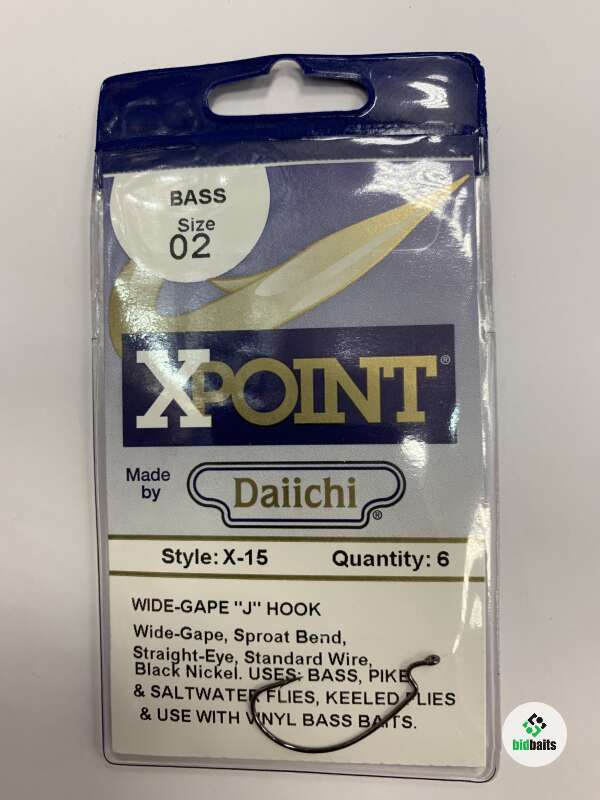 BASS
Size
02
XPOINT®
Made
by
Daiichi®
Style: X-15 Quantity: 6
WIDE-GAPE "J" HOOK
Wide-Gape, Sproat Bend,
Straight-Eye, Standard Wire,
Black Nickel. USES: BASS, PIKE
& SALTWATER FLIES, KEELED FLIES
& USE WITH VINYL BASS BAITS.
bidbaits